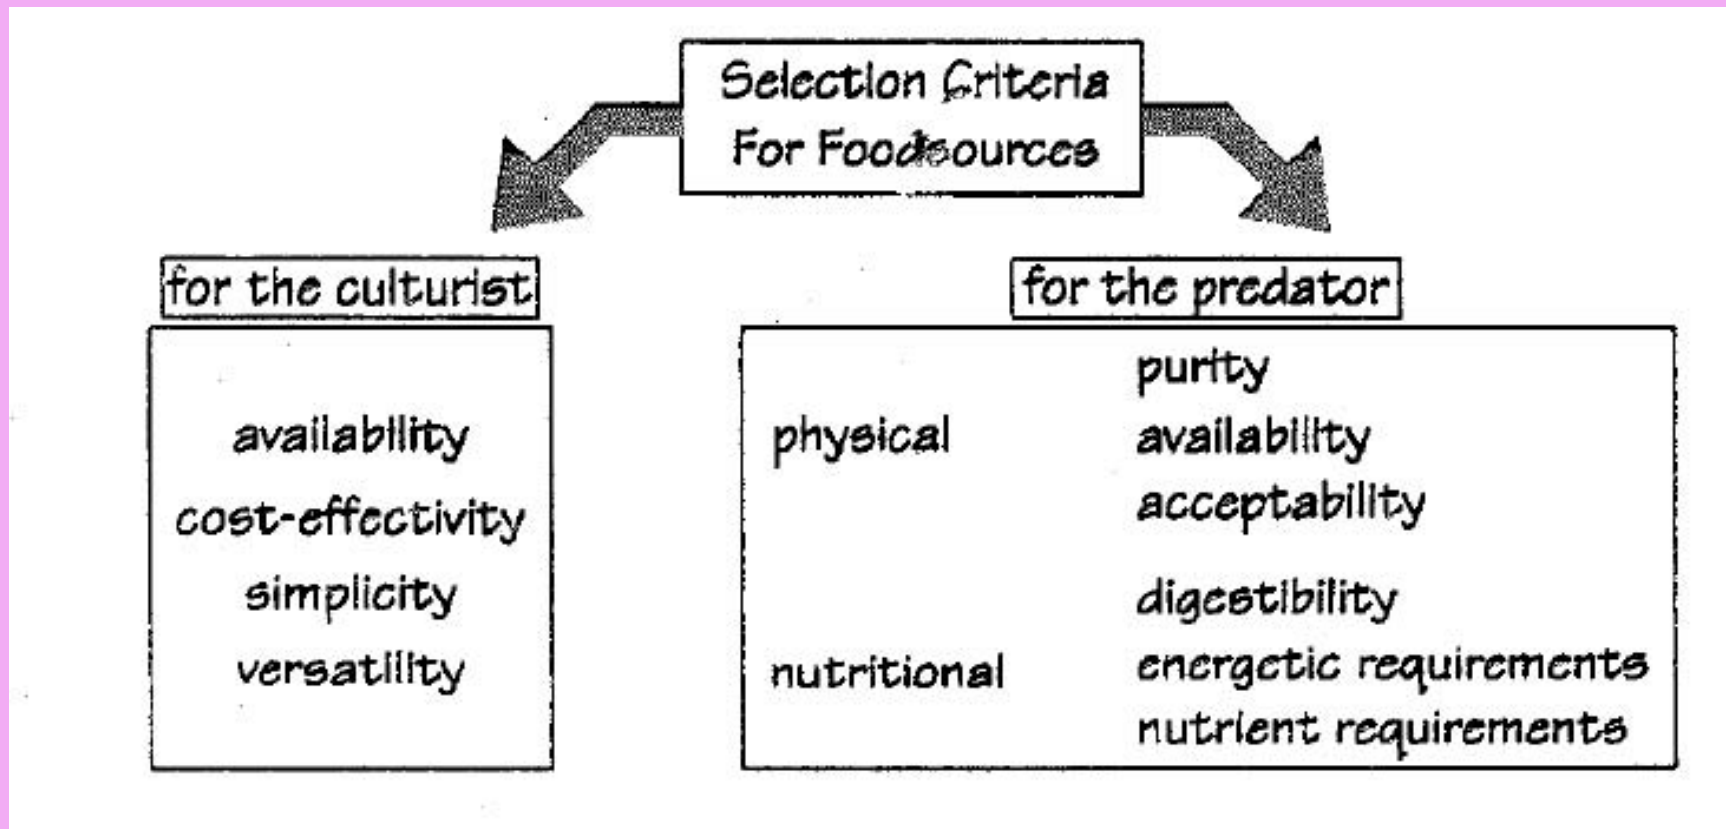 Selection Criteria
For Foodsources
for the culturist
availability
cost-effectivity
simplicity
versatility
for the predator
physical
purity
availability
acceptability
nutritional
digestibility
energetic requirements
nutrient requirements